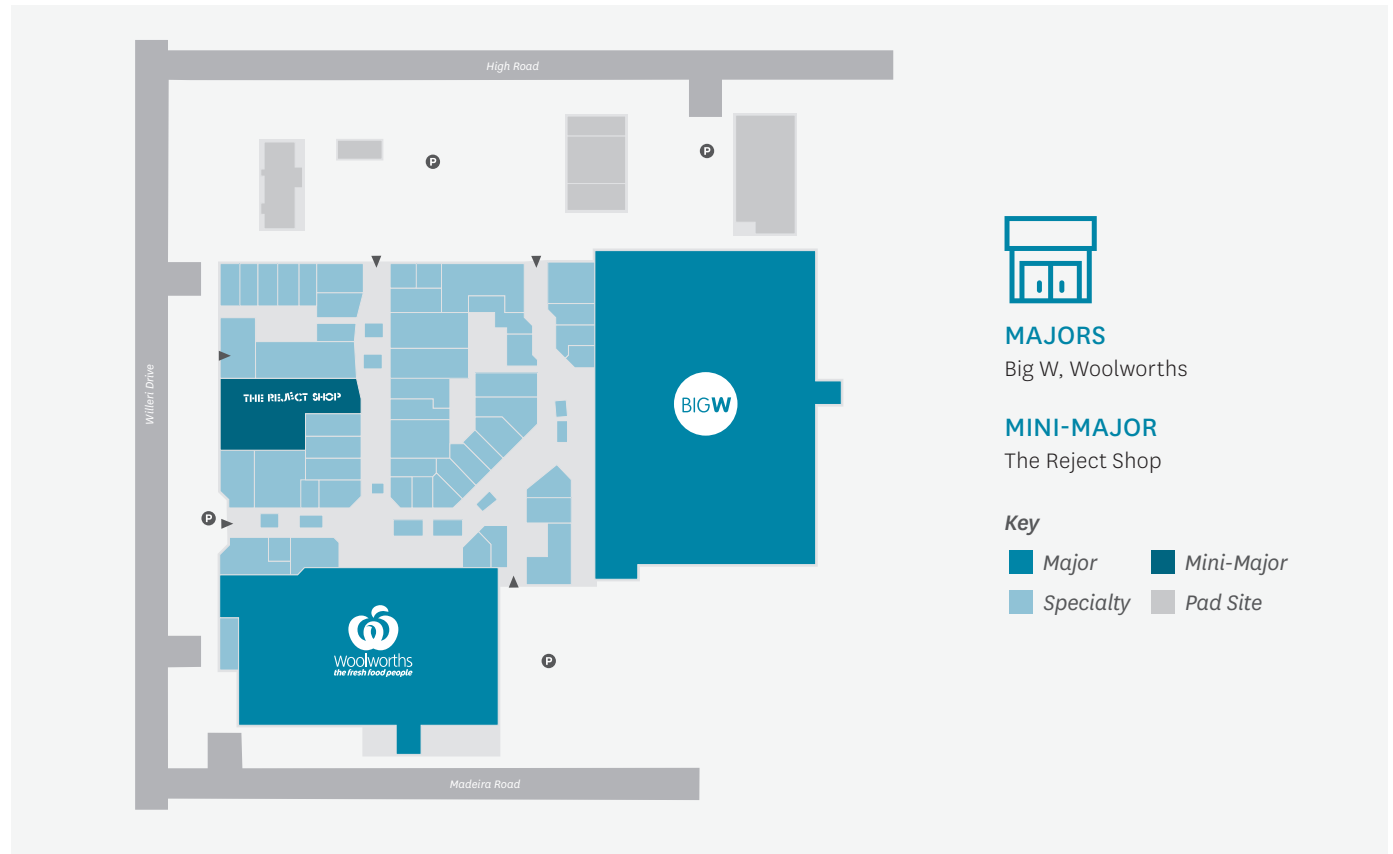 High Road
P
P
Willeri Drive
THE REJECT SHOP
BIGW
P
Woolworths
the fresh food people
P
Madeira Road
MAJORS
Big W, Woolworths
MINI-MAJOR
The Reject Shop
Key
Major
Mini-Major
Specialty
Pad Site